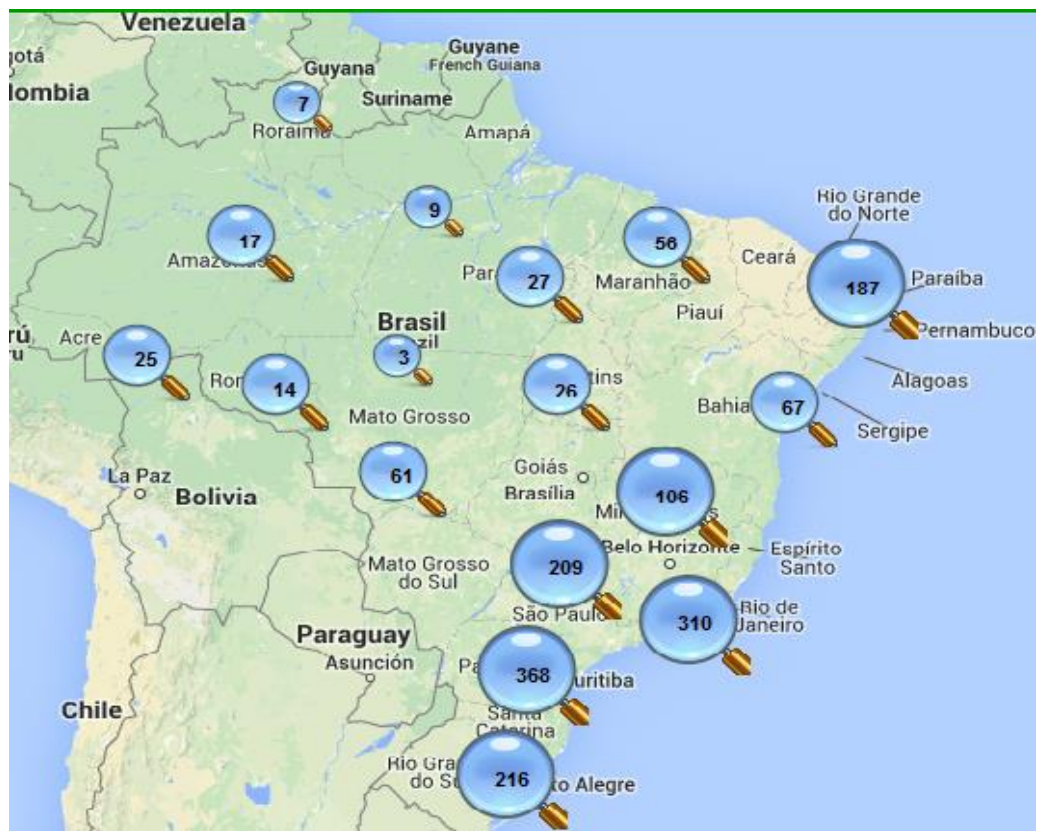 Venezuela
Guyane
French Guiana
Guyana
Suriname
7
Roraima
Amapá
Rio Grande
do Norte
9
17
56
Ceará
Maranhão
27
187
Paraíba
Piauí
Brasil
Pernambuco
Acre
25
3
14
26
Alagoas
Mato Grosso
Bahia
67
Sergipe
La Paz
61
Goiás
Brasília
Bolivia
106
Belo Horizonte
Espírito
Santo
Mato Grosso
do Sul
209
São Paulo
310
Rio de
Janeiro
Paraguay
Asunción
368
Chile
Santa
Catarina
216